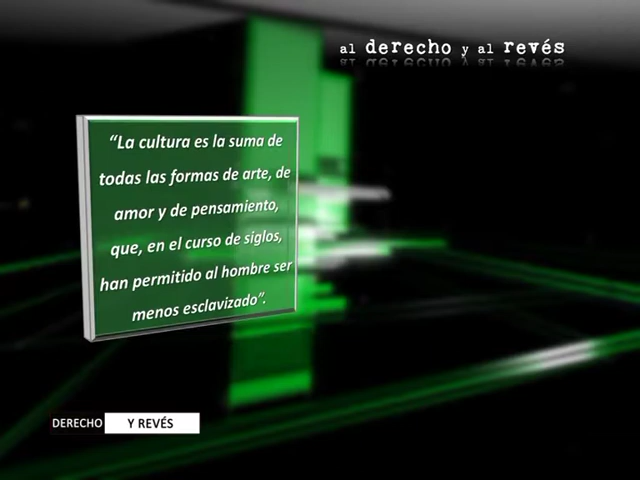 al derecho y al revés
“La cultura es la suma de
todas las formas de arte, de
amor y de pensamiento,
que, en el curso de siglos,
han permitido al hombre ser
menos esclavizado”.
DERECHO Y REVÉS